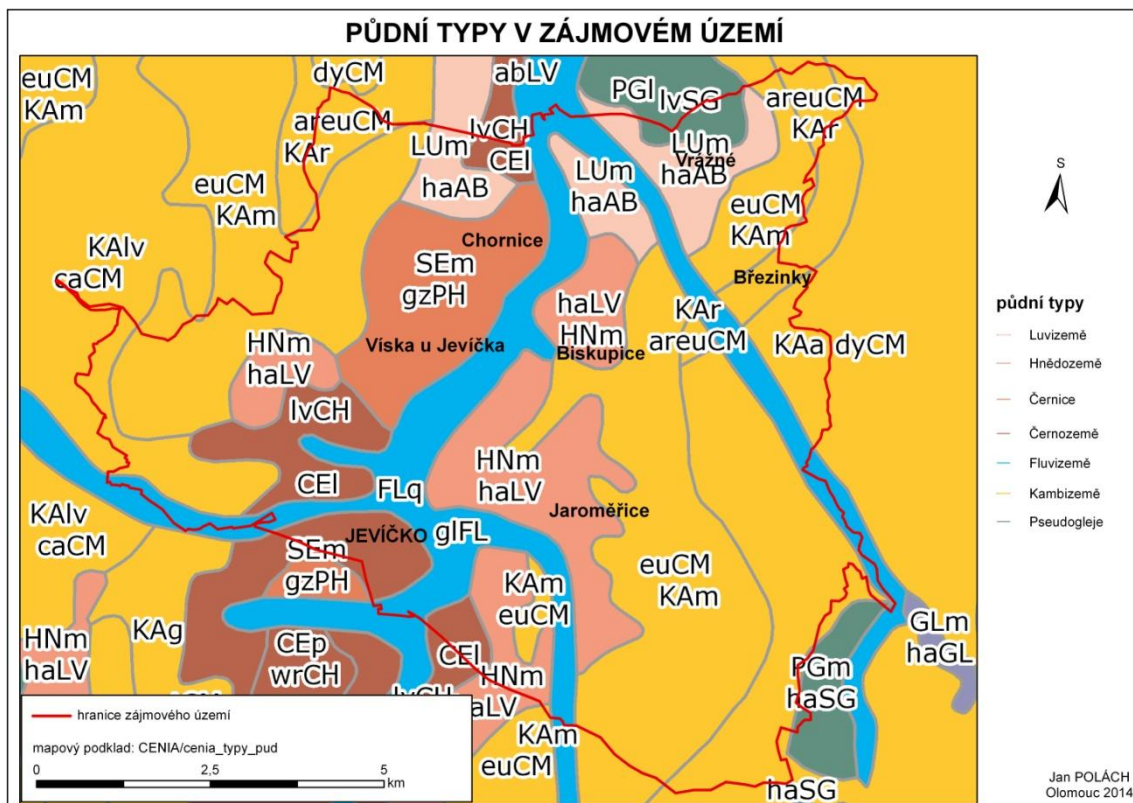 PŮDNÍ TYPY V ZÁJMOVÉM ÚZEMÍ
euCM
KAm
dyCM
areuCM
KAr
abLV
lvCH
CEl
LUm
haAB
PGl
lvSG
LUm
haAB
Vrážné
areuCM
KAr
LUm
haAB
euCM
KAm
euCM
KAm
KAlv
caCM
Chornice
SEm
gzPH
haLV
HNm
Biskupice
Březinky
KAr
areuCM
KAa dyCM
Víska u Jevíčka
HNm
haLV
lvCH
CEl
FLq
glFL
HNm
haLV
Jaroměřice
JEVÍČKO
SEm
gzPH
KAlv
caCM
KAm
euCM
euCM
KAm
HNm
haLV
KAg
CEp
wrCH
CEl
HNm
haLV
KAm
euCM
PGm
haSG
GLm
haGL
haSG
S
půdní typy
Luvizemě
Hnědozemě
Černice
Černozemě
Fluvizemě
Kambizemě
Pseudogleje
hranice zájmového území
mapový podklad: CENIA/cenia_typy_pud
0 2,5 5
km
Jan POLÁCH
Olomouc 2014